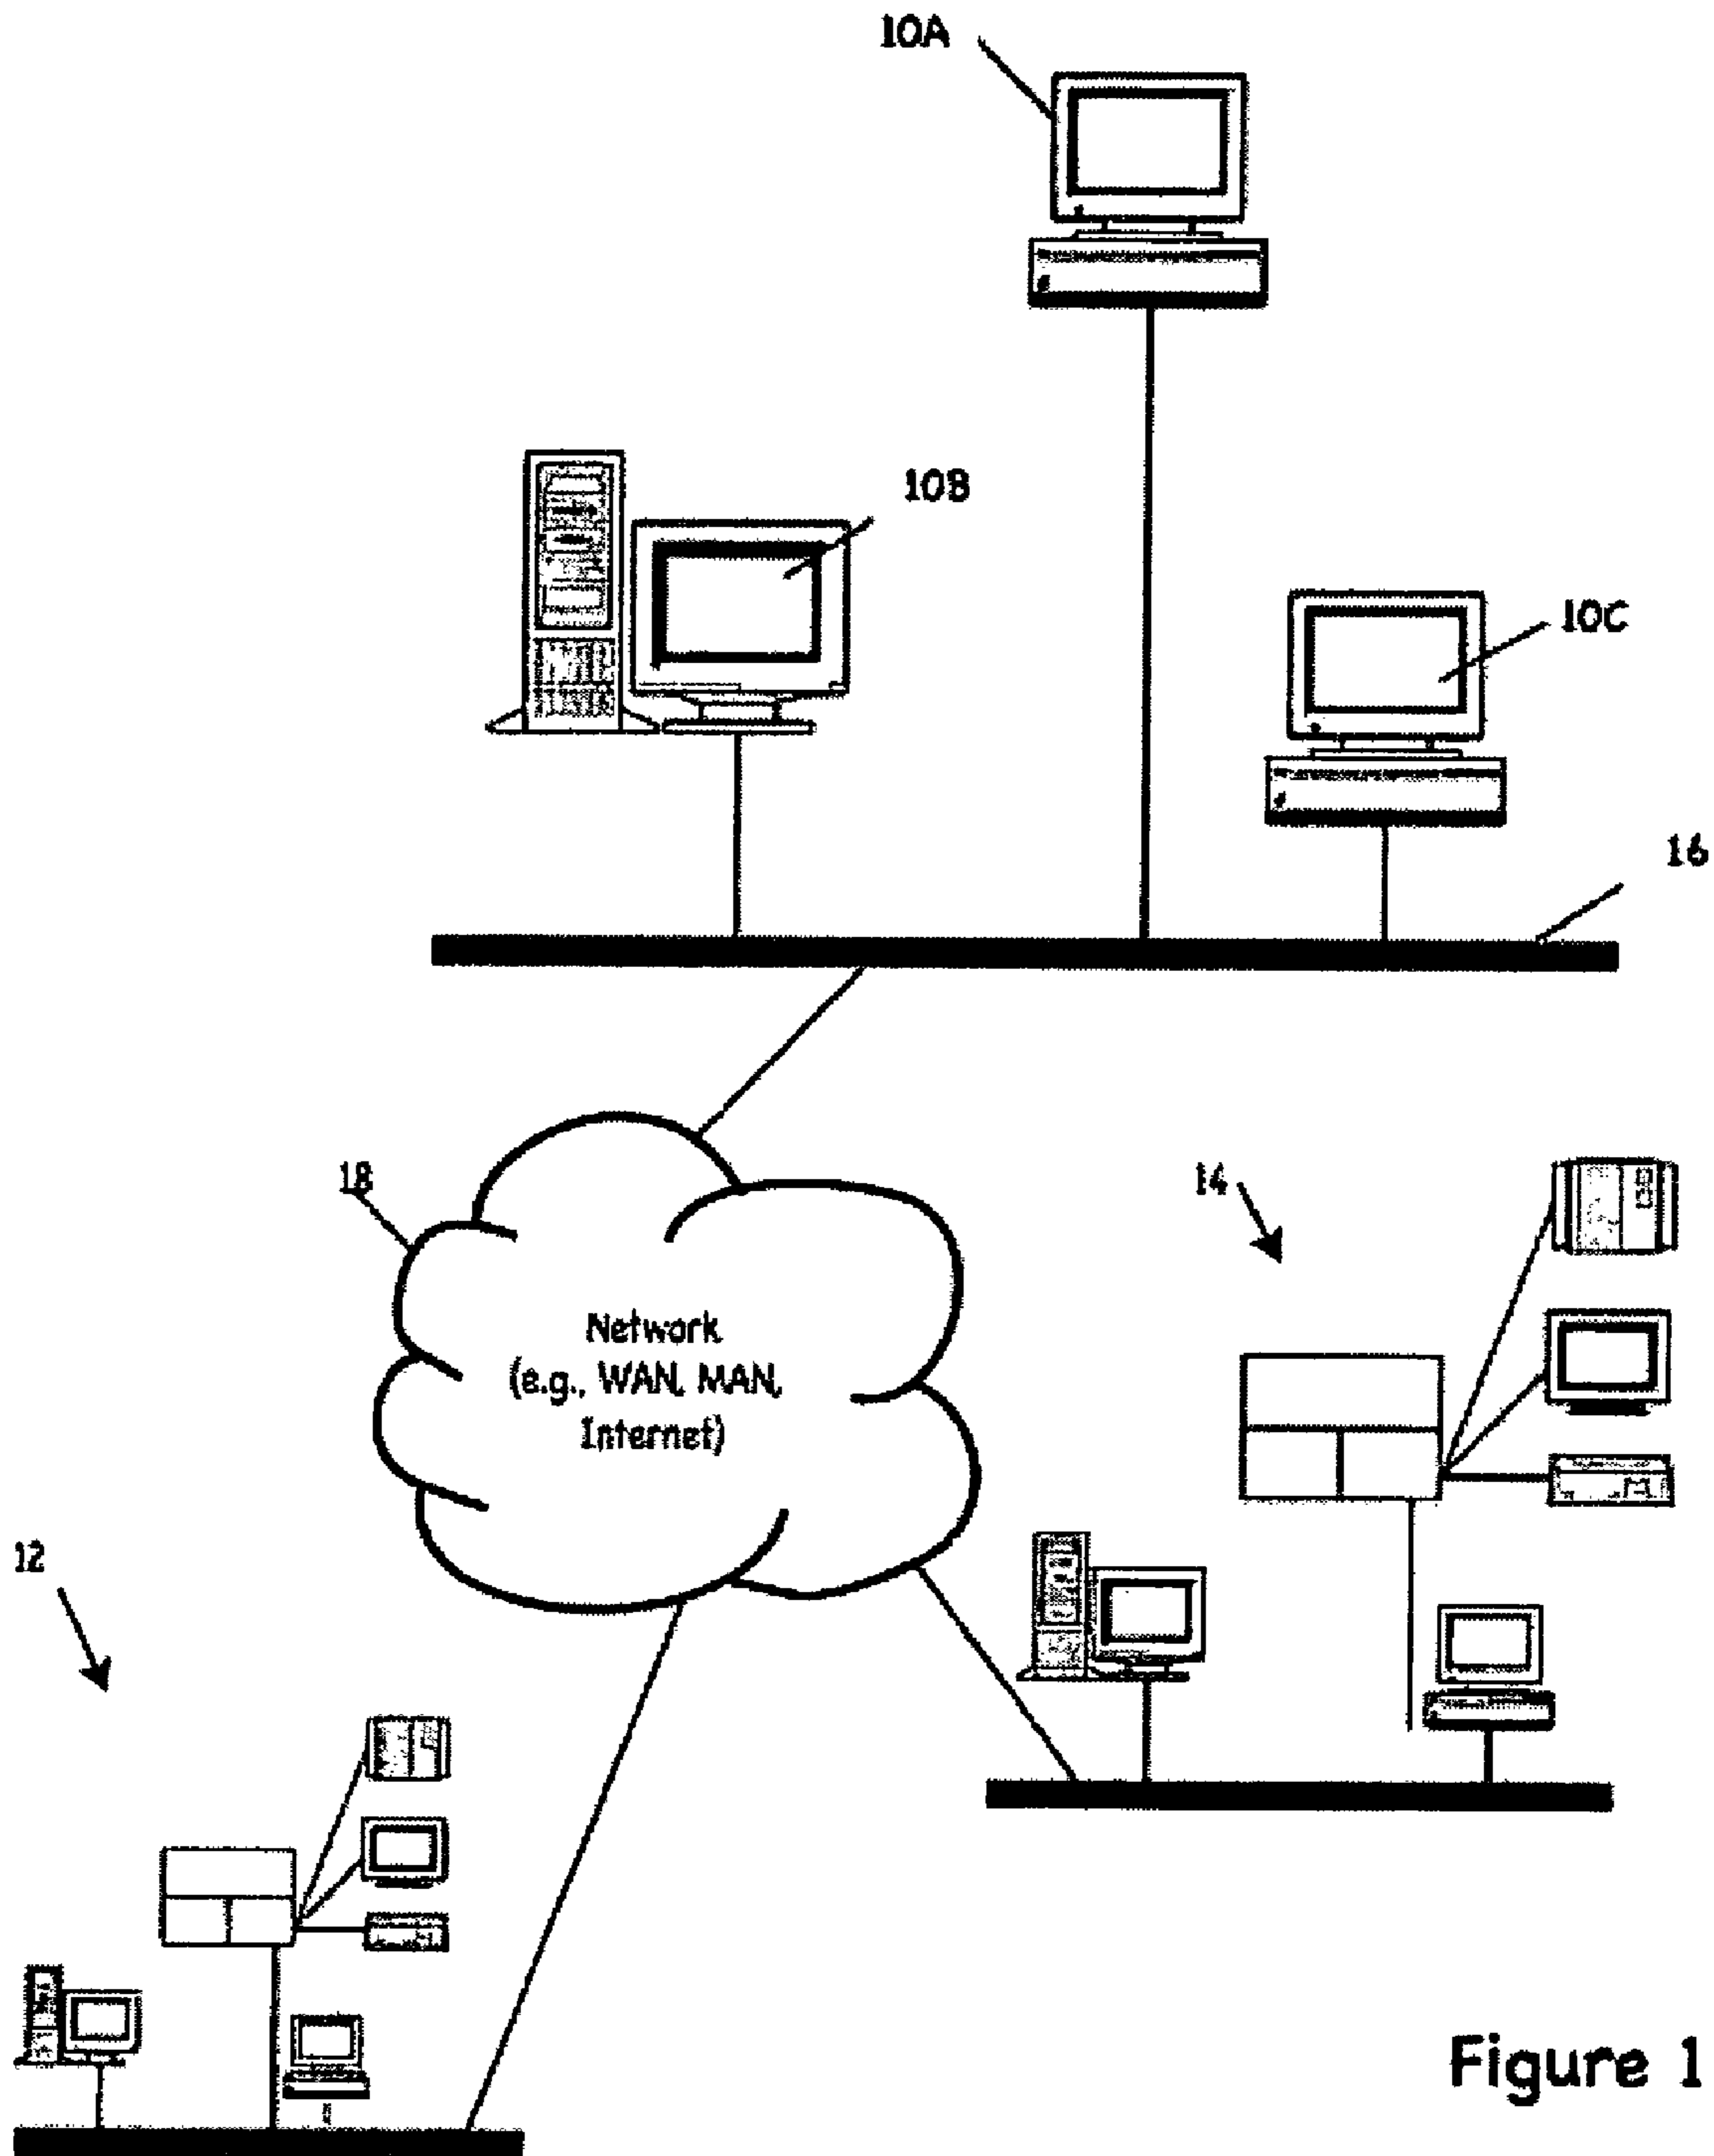 10A
10B
10C
16
18
14
Network
(e.g., WAN, MAN,
Internet)
12
Figure 1